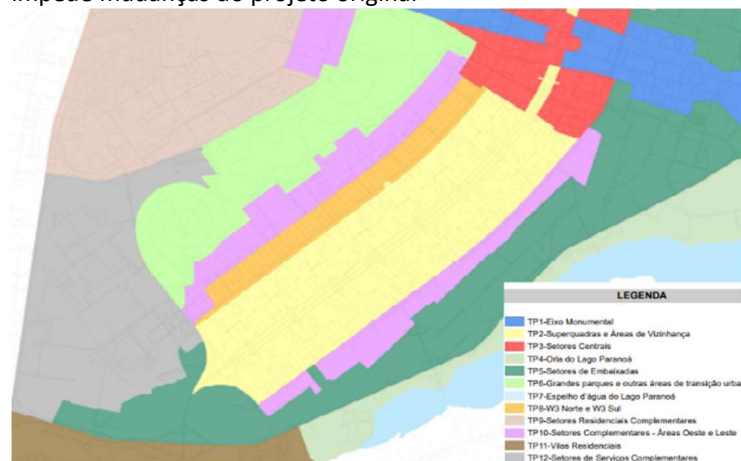 impede mudanças ao projeto original
LEGENDA
TP1-Eixo Monumental
TP2-Superquadras e Áreas de Vizinhança
TP3-Setores Centrais
TP4-Orla do Lago Paranoá
TP5-Setores de Embaixadas
TP6-Grandes parques e outras áreas de transição urba
TP7-Espelho d'água do Lago Paranoá
TP8-W3 Norte e W3 Sul
TP9-Setores Residenciais Complementares
TP10-Setores Complementares - Áreas Oeste e Leste
TP11-Vilas Residenciais
TP12-Setores de Serviços Complementares